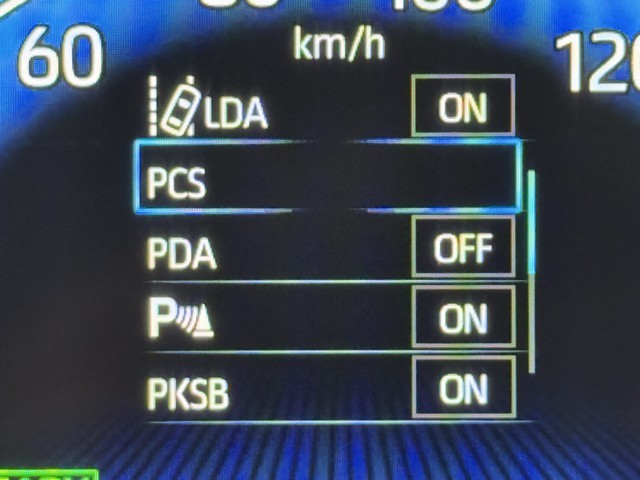 60
km/h
120
LDA ON
PCS
PDA OFF
P ON
PKSB ON